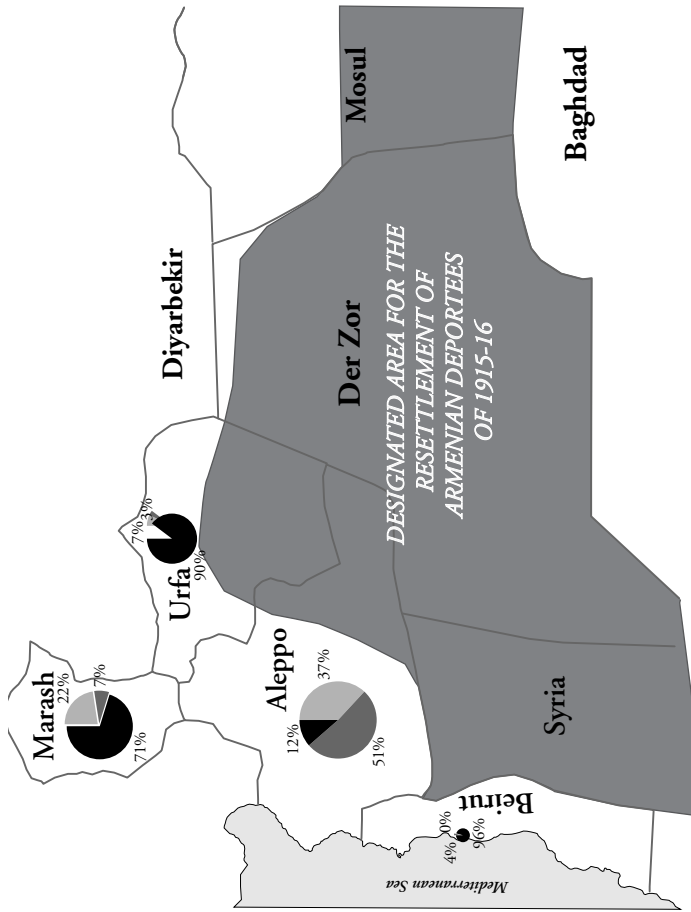 Marash
22%
7%
71%
Urfa
7%
3%
90%
Diyarbekir
Mosul
Aleppo
37%
12%
51%
Der Zor
DESIGNATED AREA FOR THE
RESETTLEMENT OF
ARMENIAN DEPORTEES
OF 1915-16
Baghdad
Syria
Beirut
0%
4%
96%
Mediterranean Sea